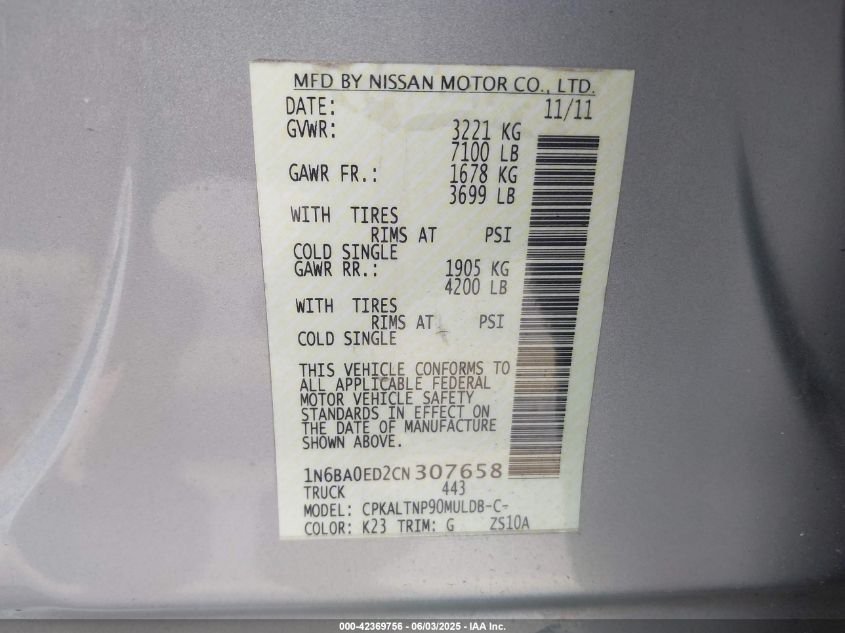 MFD BY NISSAN MOTOR CO., LTD.
DATE: 11/11
GVWR: 3221 KG
7100 LB
GAWR FR.: 1678 KG
3699 LB
WITH TIRES
RIMS AT PSI
COLD SINGLE
GAWR RR.: 1905 KG
4200 LB
WITH TIRES
RIMS AT PSI
COLD SINGLE
THIS VEHICLE CONFORMS TO
ALL APPLICABLE FEDERAL
MOTOR VEHICLE SAFETY
STANDARDS IN EFFECT ON
THE DATE OF MANUFACTURE
SHOWN ABOVE.
1N6BA0ED2CN307658
TRUCK 443
MODEL: CPKALTNP90MULDB-C-
COLOR: K23 TRIM: G ZS10A
000-42369756 - 06/03/2025 - IAA Inc.